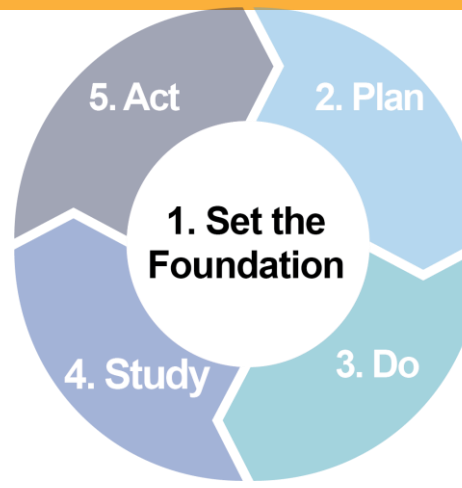 1. Set the
Foundation
2. Plan
3. Do
4. Study
5. Act